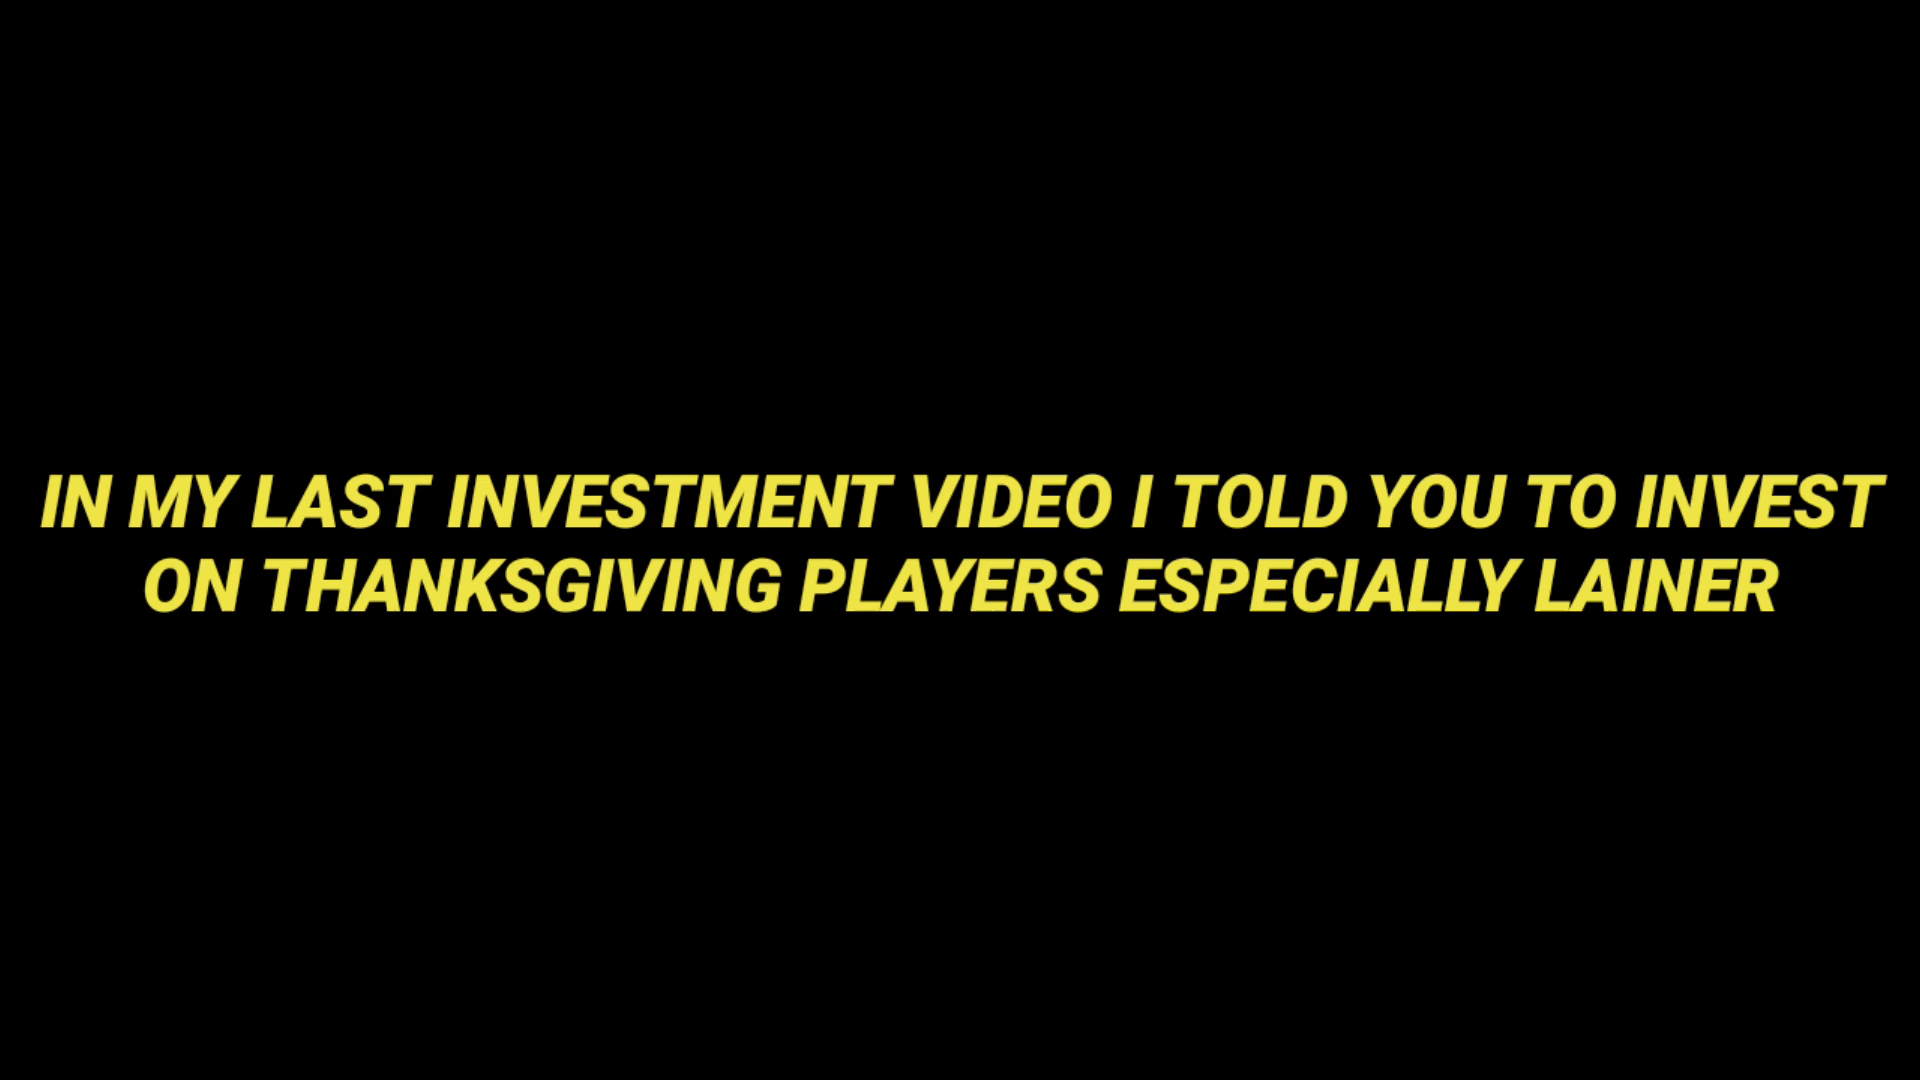 IN MY LAST INVESTMENT VIDEO I TOLD YOU TO INVEST
ON THANKSGIVING PLAYERS ESPECIALLY LAINER